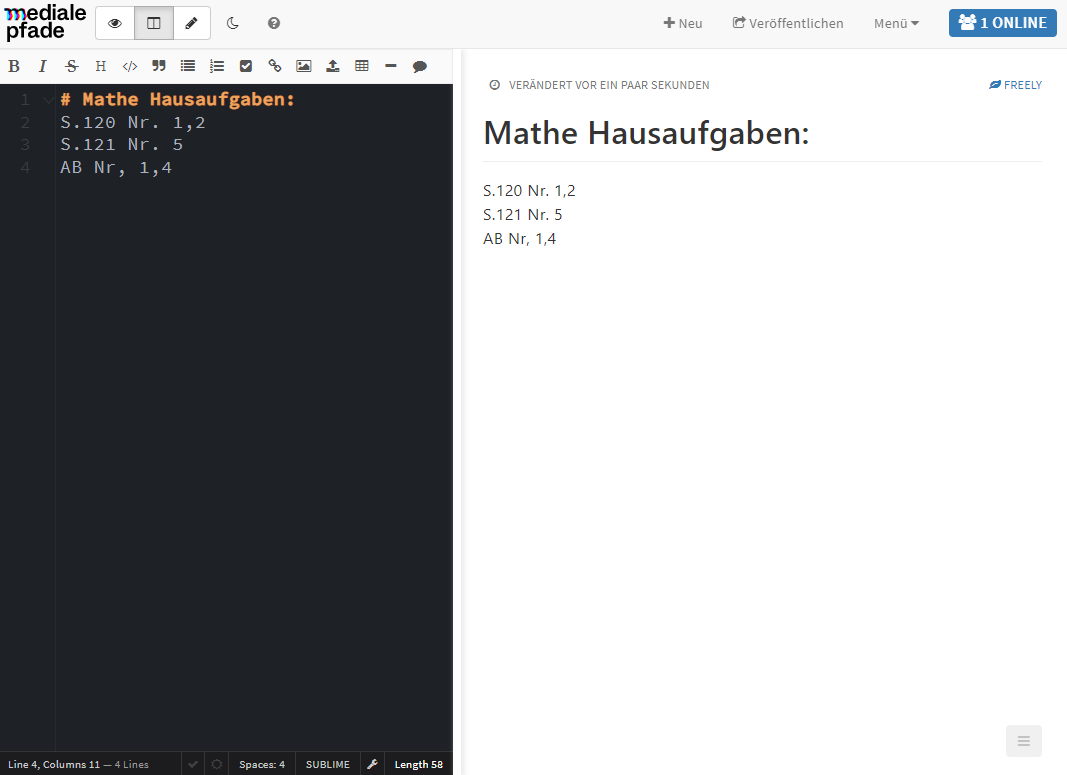 mediale
pfade
Neu
Veröffentlichen
Menü
1 ONLINE
B I S H </>
1 # Mathe Hausaufgaben:
2 S.120 Nr. 1,2
3 S.121 Nr. 5
4 AB Nr, 1,4
VERÄNDERT VOR EIN PAAR SEKUNDEN
FREELY
Mathe Hausaufgaben:
S.120 Nr. 1,2
S.121 Nr. 5
AB Nr, 1,4
Line 4, Columns 11 — 4 Lines
Spaces: 4
SUBLIME
Length 58